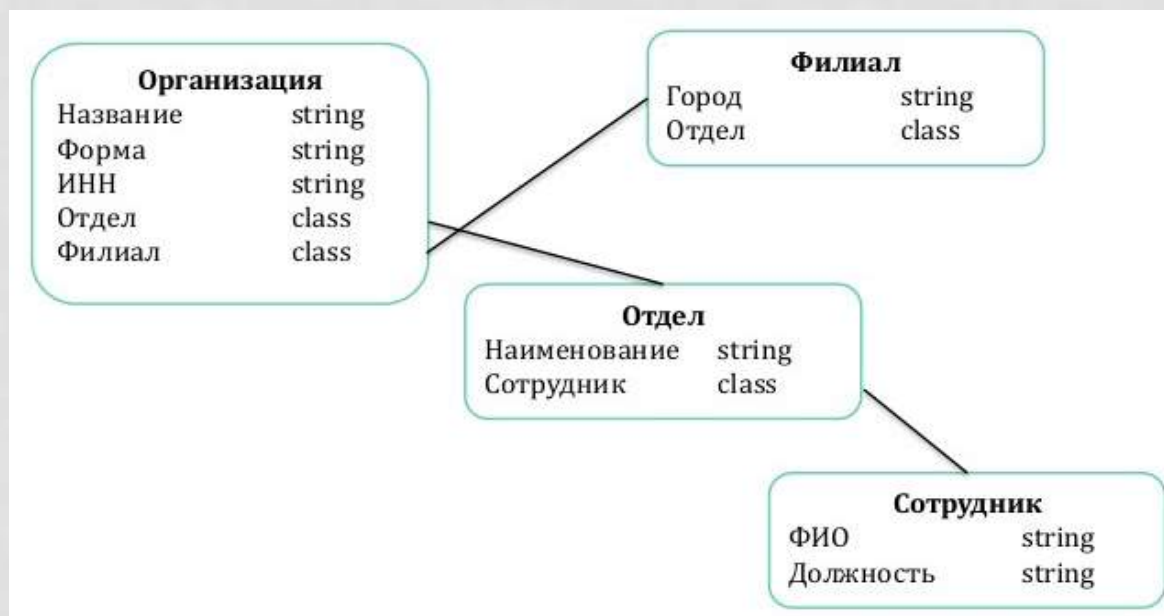 Организация
Название string
Форма string
ИНН string
Отдел class
Филиал class
Филиал
Город string
Отдел class
Отдел
Наименование string
Сотрудник class
Сотрудник
ФИО string
Должность string